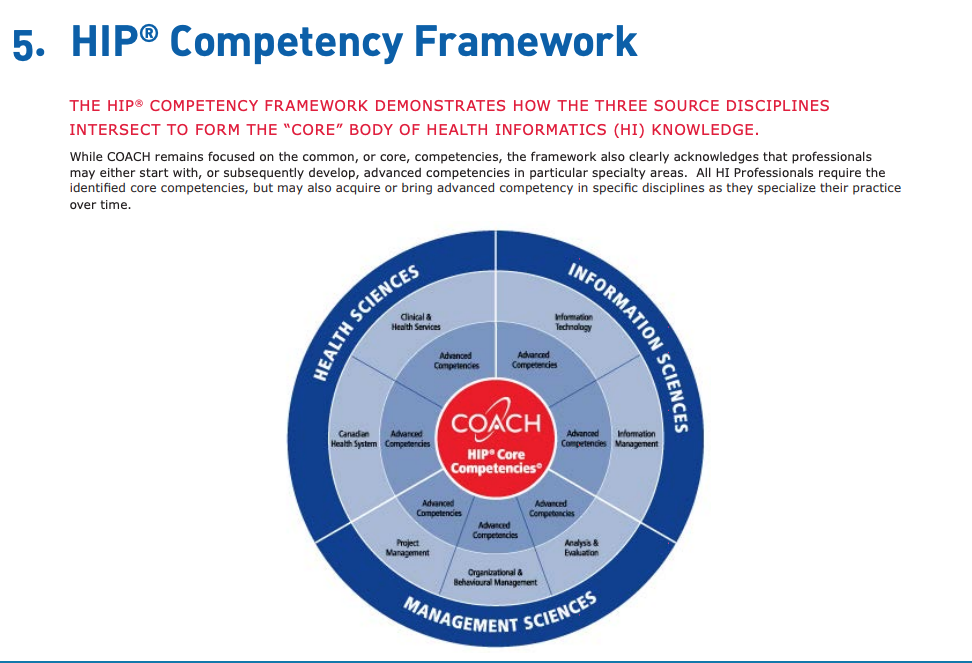 5. HIP® Competency Framework
THE HIP® COMPETENCY FRAMEWORK DEMONSTRATES HOW THE THREE SOURCE DISCIPLINES
INTERSECT TO FORM THE “CORE” BODY OF HEALTH INFORMATICS (HI) KNOWLEDGE.
While COACH remains focused on the common, or core, competencies, the framework also clearly acknowledges that professionals
may either start with, or subsequently develop, advanced competencies in particular specialty areas.  All HI Professionals require the
identified core competencies, but may also acquire or bring advanced competency in specific disciplines as they specialize their practice
over time.
HEALTH SCIENCES
INFORMATION SCIENCES
MANAGEMENT SCIENCES
Clinical &
Health Services
Information
Technology
Advanced
Competencies
Advanced
Competencies
Canadian
Health System
Advanced
Competencies
COACH
HIP® Core
Competencies©
Advanced
Competencies
Information
Management
Advanced
Competencies
Advanced
Competencies
Advanced
Competencies
Project
Management
Analysis &
Evaluation
Organizational &
Behavioural Management